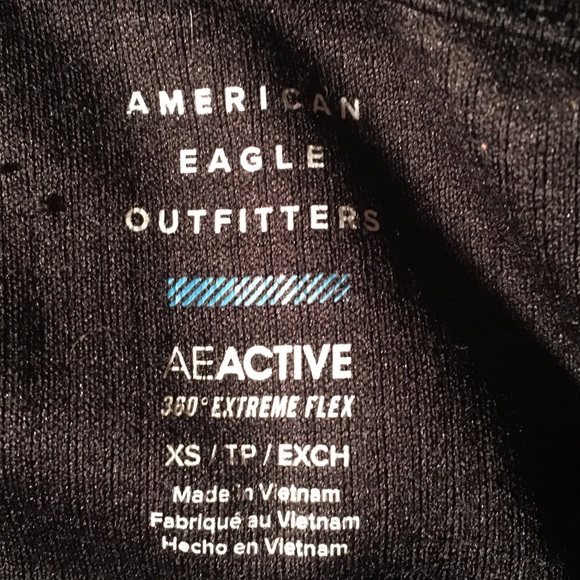 AMERICAN
EAGLE
OUTFITTERS
AEACTIVE
360° EXTREME FLEX
XS / TP / EXCH
Made in Vietnam
Fabriqué au Vietnam
Hecho en Vietnam